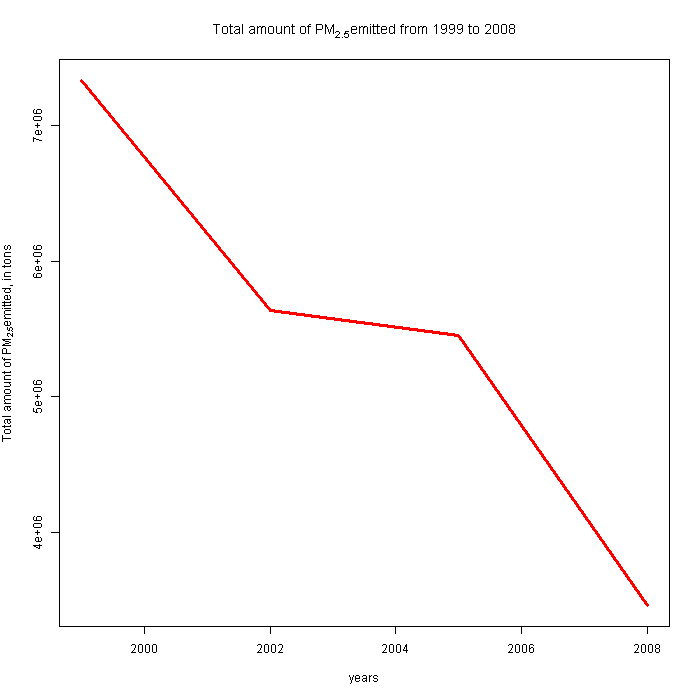 Total amount of PM2.5emitted from 1999 to 2008
7e+06
6e+06
5e+06
4e+06
Total amount of PM2.5emitted, in tons
2000 2002 2004 2006 2008
years